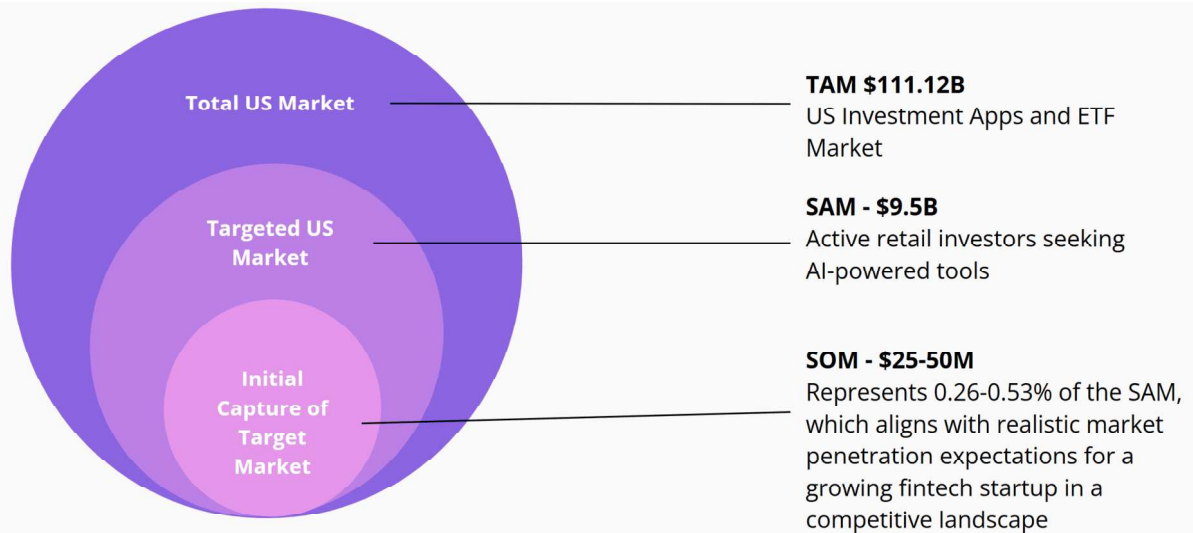 Total US Market
Targeted US
Market
Initial
Capture of
Target
Market
TAM $111.12B
US Investment Apps and ETF
Market
SAM - $9.5B
Active retail investors seeking
AI-powered tools
SOM - $25-50M
Represents 0.26-0.53% of the SAM,
which aligns with realistic market
penetration expectations for a
growing fintech startup in a
competitive landscape